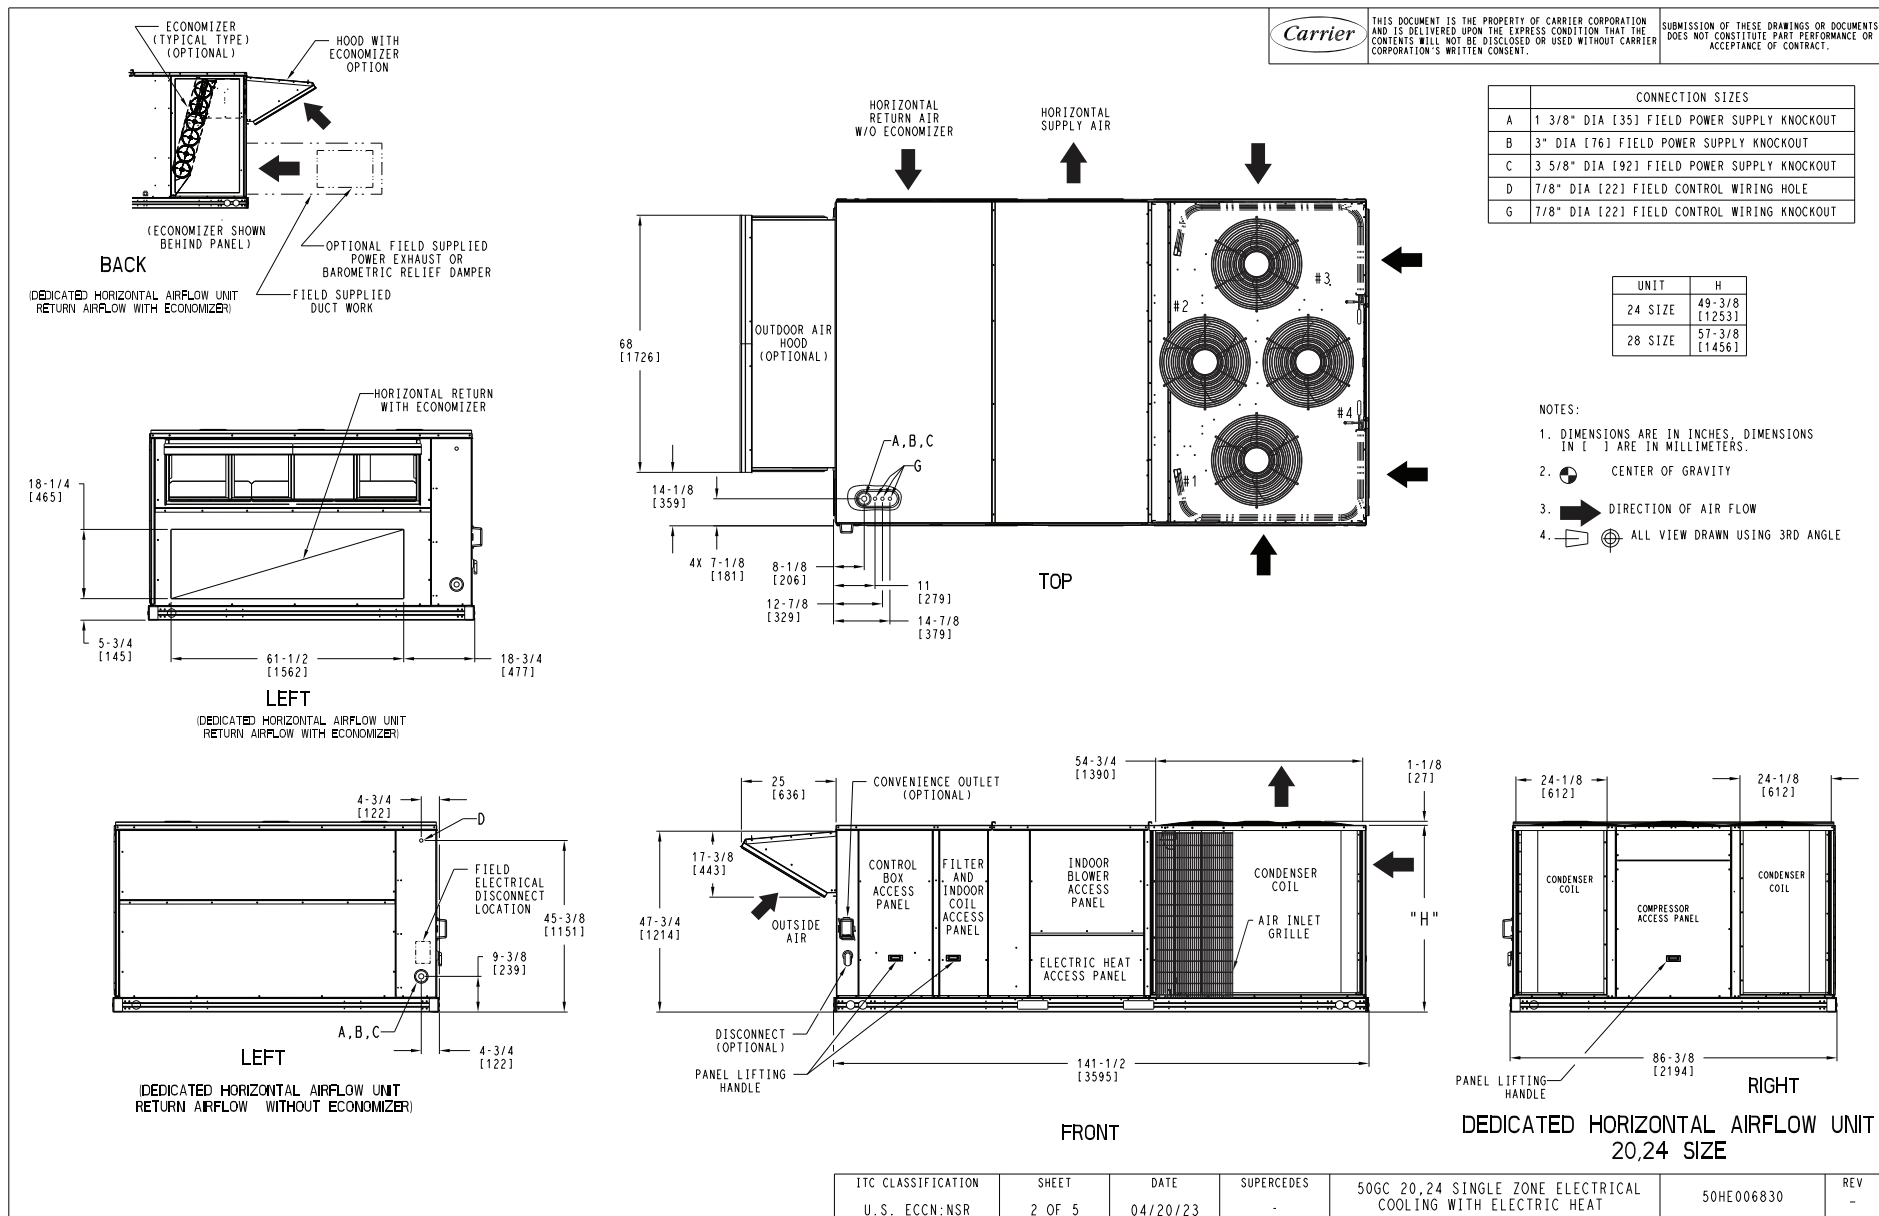 Carrier
THIS DOCUMENT IS THE PROPERTY OF CARRIER CORPORATION
AND IS DELIVERED UPON THE EXPRESS CONDITION THAT THE
CONTENTS WILL NOT BE DISCLOSED OR USED WITHOUT CARRIER
CORPORATION'S WRITTEN CONSENT.
SUBMISSION OF THESE DRAWINGS OR DOCUMENTS
DOES NOT CONSTITUTE PART PERFORMANCE OR
ACCEPTANCE OF CONTRACT.
ECONOMIZER
(TYPICAL TYPE)
(OPTIONAL)
HOOD WITH
ECONOMIZER
OPTION
(ECONOMIZER SHOWN
BEHIND PANEL)
OPTIONAL FIELD SUPPLIED
POWER EXHAUST OR
BAROMETRIC RELIEF DAMPER
FIELD SUPPLIED
DUCT WORK
BACK
(DEDICATED HORIZONTAL AIRFLOW UNIT
RETURN AIRFLOW WITH ECONOMIZER)
HORIZONTAL
RETURN AIR
W/O ECONOMIZER
HORIZONTAL
SUPPLY AIR
OUTDOOR AIR
HOOD
(OPTIONAL)
68
[1726]
#3
#2
#4
#1
A,B,C
G
14-1/8
[359]
4X 7-1/8
[181]
8-1/8
[206]
11
[279]
12-7/8
[329]
14-7/8
[379]
TOP
CONNECTION SIZES
A 1 3/8" DIA [35] FIELD POWER SUPPLY KNOCKOUT
B 3" DIA [76] FIELD POWER SUPPLY KNOCKOUT
C 3 5/8" DIA [92] FIELD POWER SUPPLY KNOCKOUT
D 7/8" DIA [22] FIELD CONTROL WIRING HOLE
G 7/8" DIA [22] FIELD CONTROL WIRING KNOCKOUT
UNIT H
24 SIZE 49-3/8
[1253]
28 SIZE 57-3/8
[1456]
NOTES:
1. DIMENSIONS ARE IN INCHES, DIMENSIONS
IN [ ] ARE IN MILLIMETERS.
2. CENTER OF GRAVITY
3. DIRECTION OF AIR FLOW
4. ALL VIEW DRAWN USING 3RD ANGLE
HORIZONTAL RETURN
WITH ECONOMIZER
18-1/4
[465]
5-3/4
[145]
61-1/2
[1562]
18-3/4
[477]
LEFT
(DEDICATED HORIZONTAL AIRFLOW UNIT
RETURN AIRFLOW WITH ECONOMIZER)
4-3/4
[122]
D
FIELD
ELECTRICAL
DISCONNECT
LOCATION
45-3/8
[1151]
9-3/8
[239]
A,B,C
4-3/4
[122]
LEFT
(DEDICATED HORIZONTAL AIRFLOW UNIT
RETURN AIRFLOW WITHOUT ECONOMIZER)
25
[636]
CONVENIENCE OUTLET
(OPTIONAL)
54-3/4
[1390]
1-1/8
[27]
17-3/8
[443]
47-3/4
[1214]
OUTSIDE
AIR
CONTROL
BOX
ACCESS
PANEL
FILTER
AND
INDOOR
COIL
ACCESS
PANEL
INDOOR
BLOWER
ACCESS
PANEL
ELECTRIC HEAT
ACCESS PANEL
CONDENSER
COIL
AIR INLET
GRILLE
"H"
DISCONNECT
(OPTIONAL)
PANEL LIFTING
HANDLE
141-1/2
[3595]
FRONT
24-1/8
[612]
24-1/8
[612]
CONDENSER
COIL
COMPRESSOR
ACCESS PANEL
CONDENSER
COIL
PANEL LIFTING
HANDLE
86-3/8
[2194]
RIGHT
DEDICATED HORIZONTAL AIRFLOW UNIT
20,24 SIZE
ITC CLASSIFICATION
U.S. ECCN:NSR
SHEET
2 OF 5
DATE
04/20/23
SUPERCEDES
-
50GC 20,24 SINGLE ZONE ELECTRICAL
COOLING WITH ELECTRIC HEAT
50HE006830
REV
-